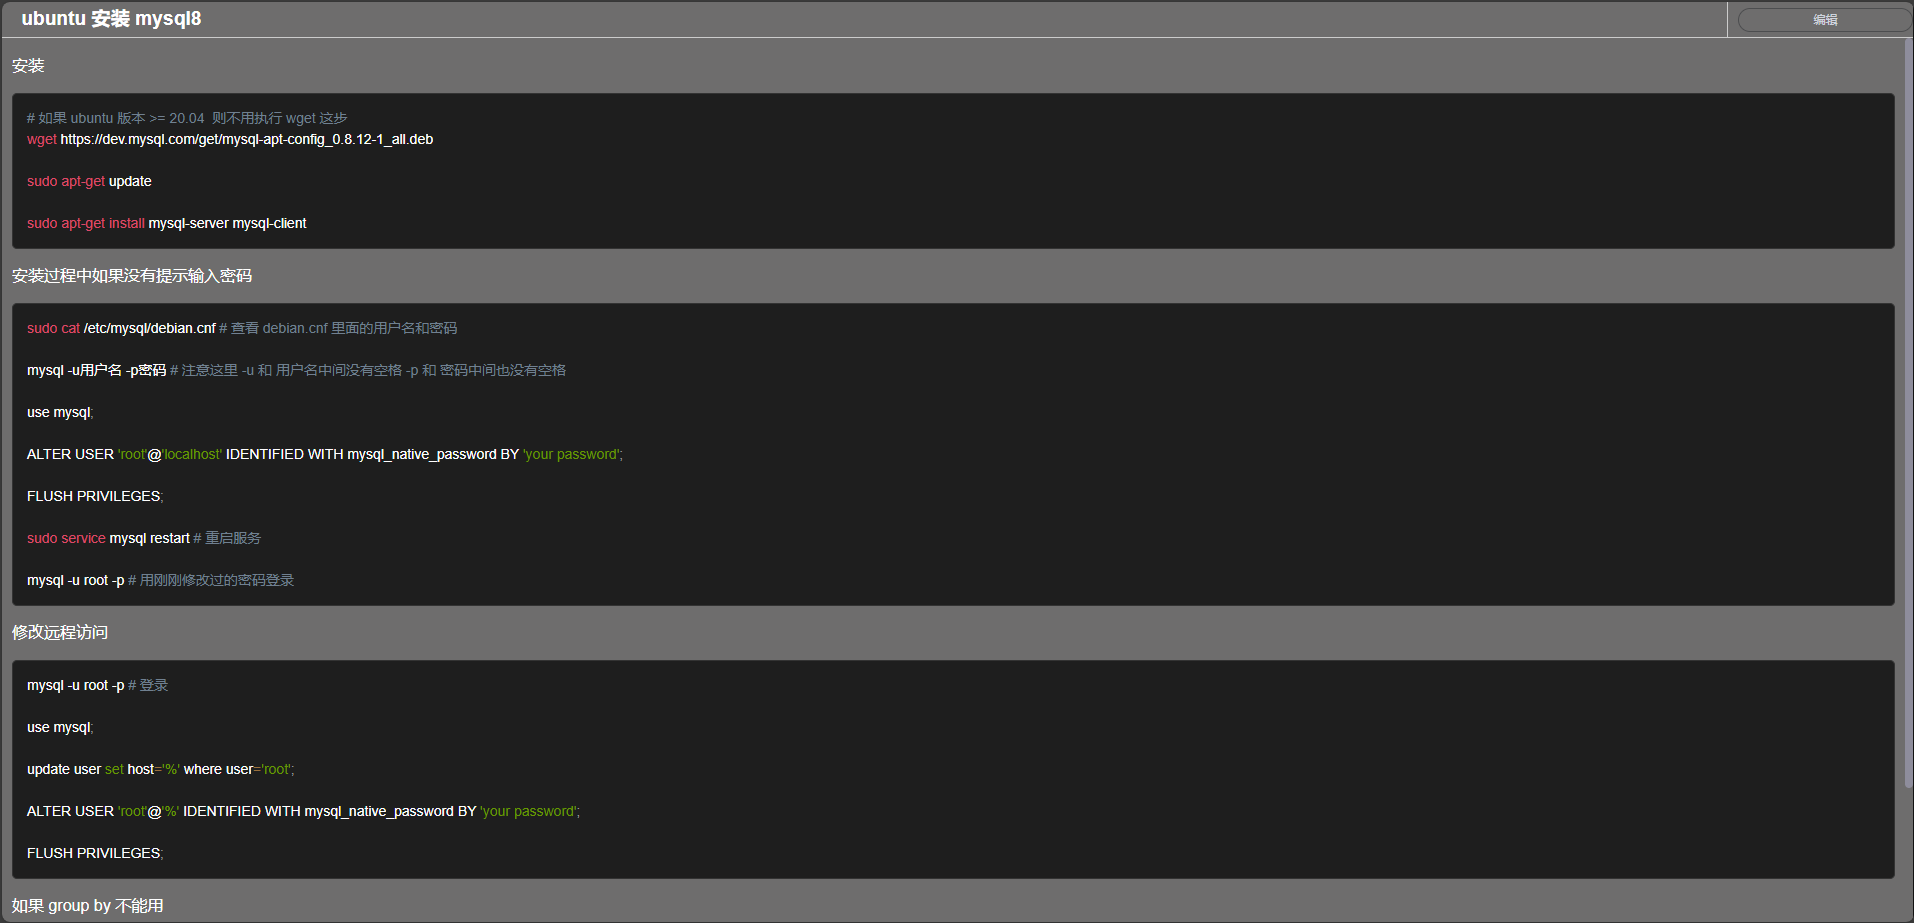 ubuntu 安装 mysql8
编辑
安装
# 如果 ubuntu 版本 >= 20.04  则不用执行 wget 这步
wget https://dev.mysql.com/get/mysql-apt-config_0.8.12-1_all.deb
sudo apt-get update
sudo apt-get install mysql-server mysql-client
安装过程中如果没有提示输入密码
sudo cat /etc/mysql/debian.cnf # 查看 debian.cnf 里面的用户名和密码
mysql -u用户名 -p密码 # 注意这里 -u 和 用户名中间没有空格 -p 和 密码中间也没有空格
use mysql;
ALTER USER 'root'@'localhost' IDENTIFIED WITH mysql_native_password BY 'your password';
FLUSH PRIVILEGES;
sudo service mysql restart # 重启服务
mysql -u root -p # 用刚刚修改过的密码登录
修改远程访问
mysql -u root -p # 登录
use mysql;
update user set host='%' where user='root';
ALTER USER 'root'@'%' IDENTIFIED WITH mysql_native_password BY 'your password';
FLUSH PRIVILEGES;
如果 group by 不能用